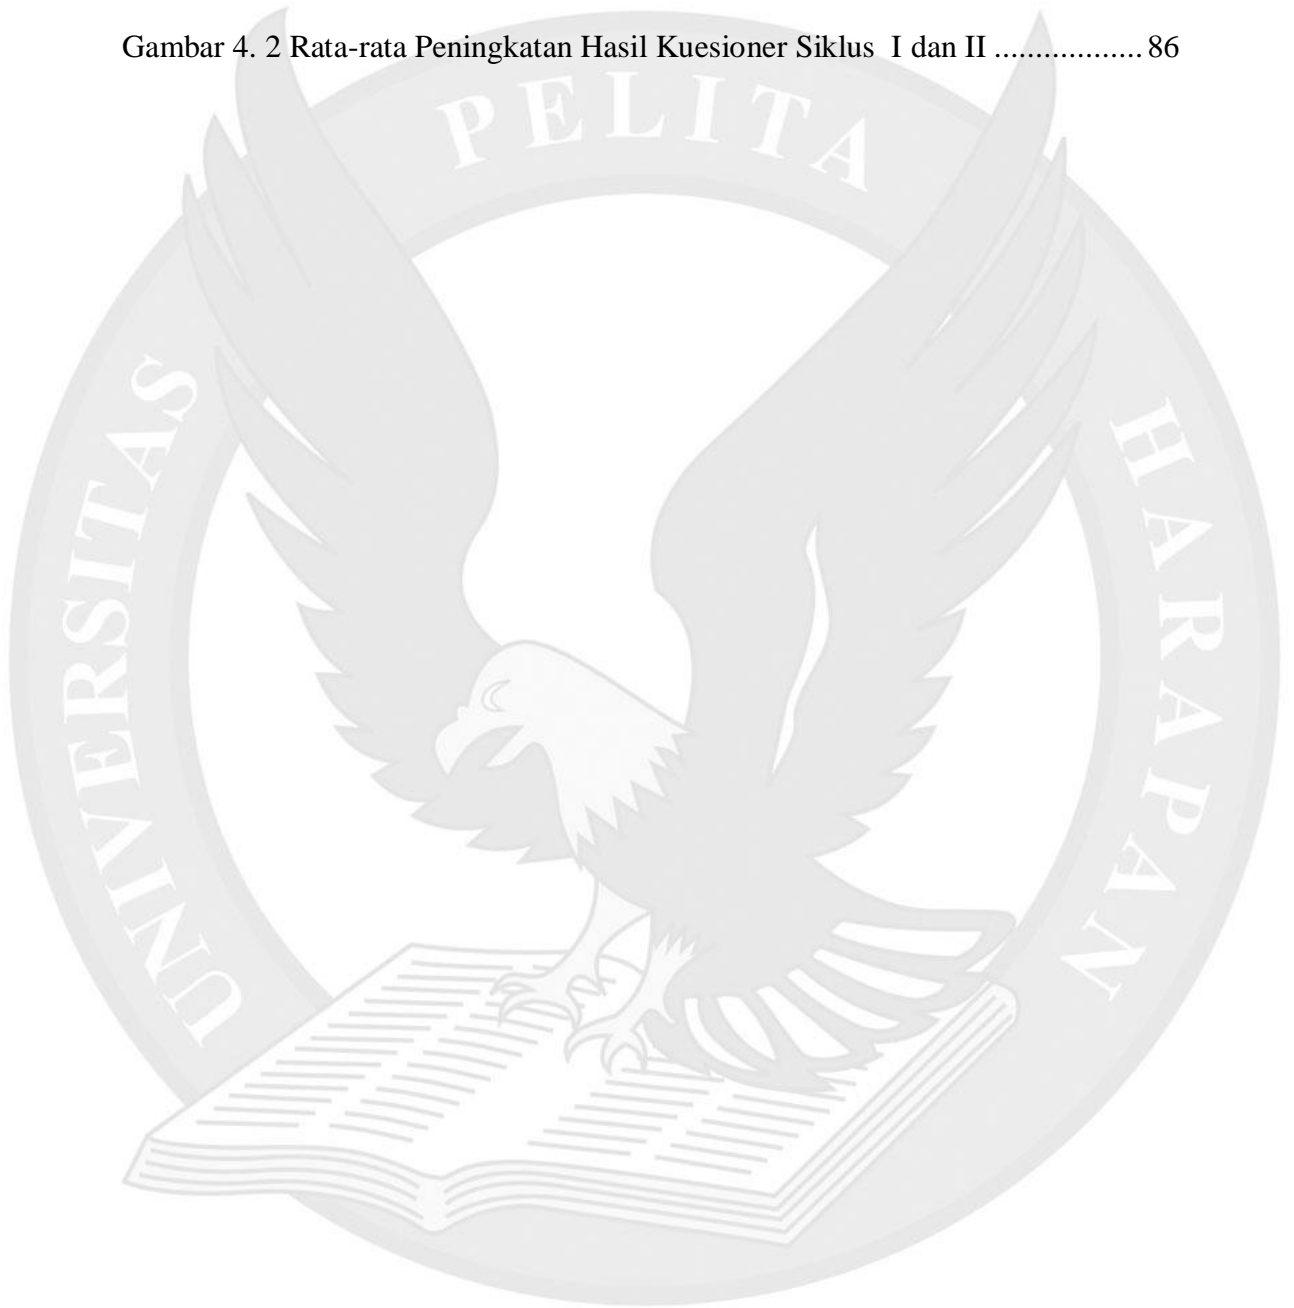 Gambar 4. 2 Rata-rata Peningkatan Hasil Kuesioner Siklus  I dan II .................. 86
UNIVERSITAS PELITA HARAPAN